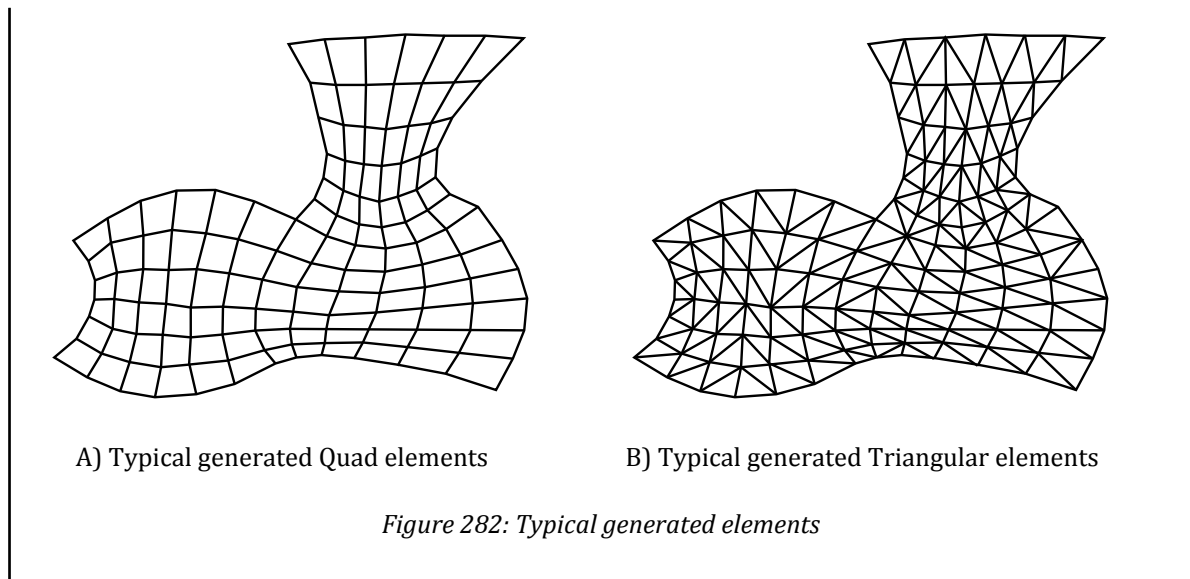 A) Typical generated Quad elements
B) Typical generated Triangular elements
Figure 282: Typical generated elements